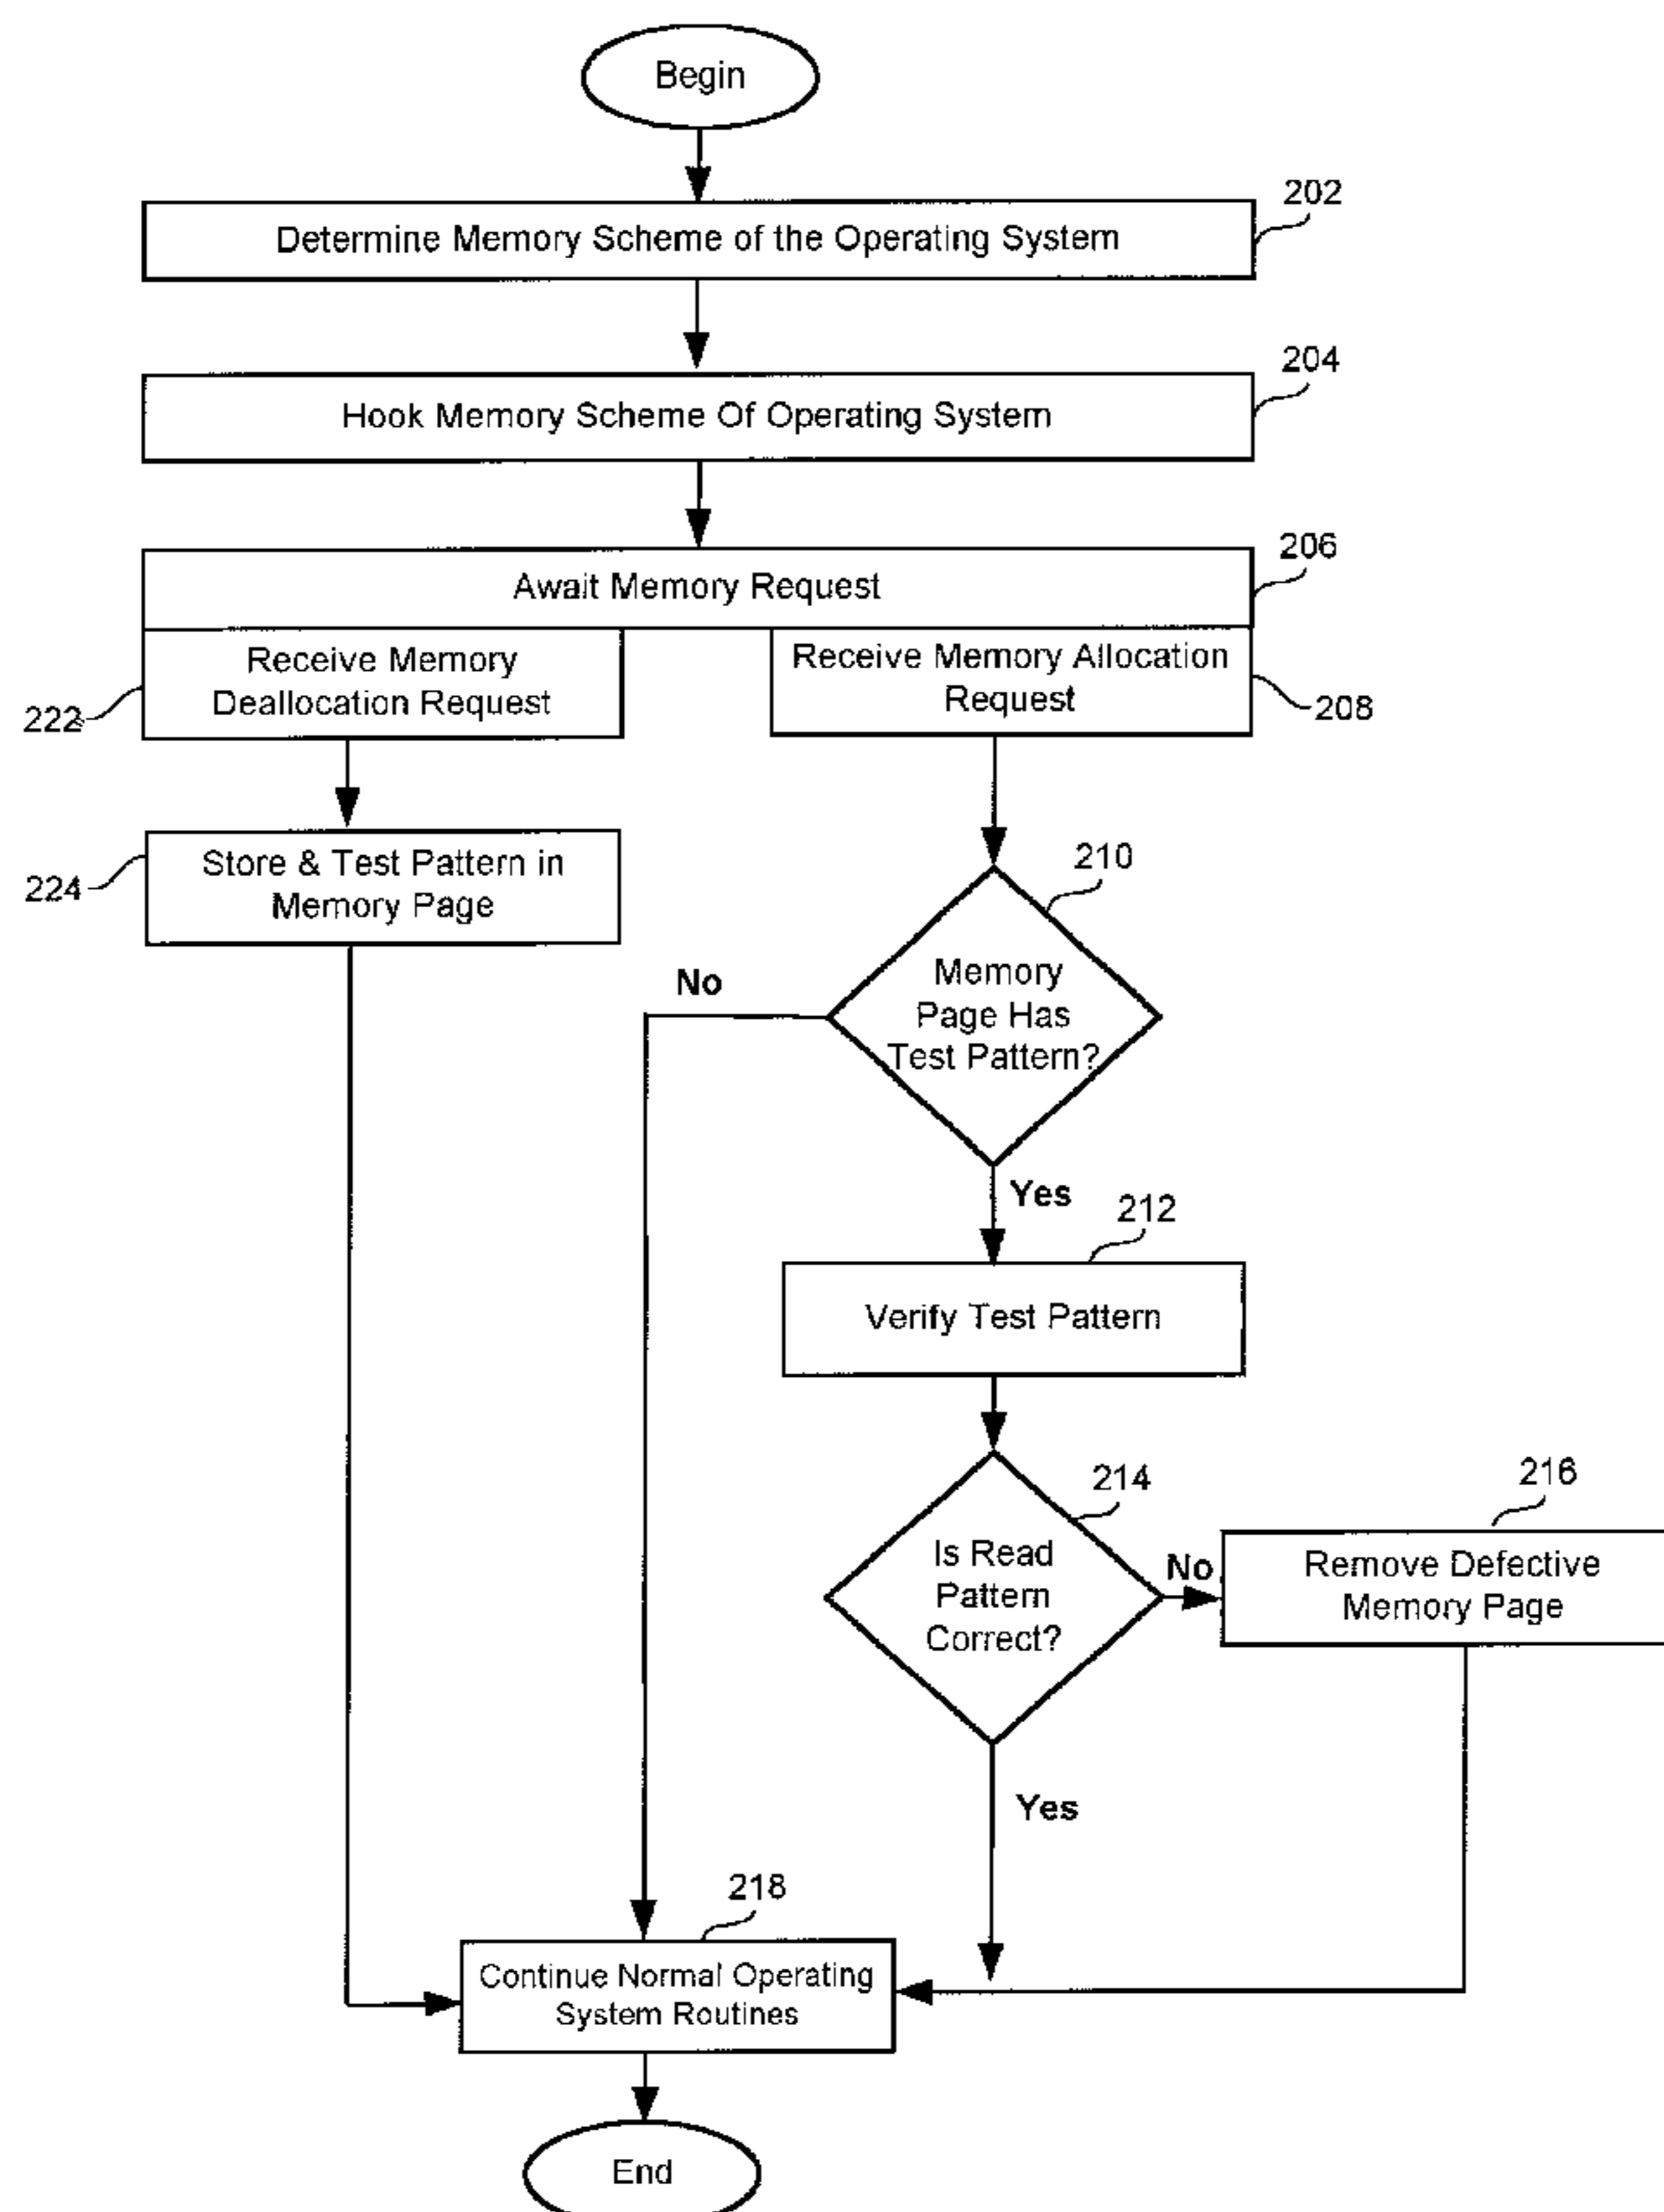 Begin
202
Determine Memory Scheme of the Operating System
204
Hook Memory Scheme Of Operating System
206
Await Memory Request
Receive Memory
Deallocation Request
222
Receive Memory Allocation
Request
208
224
Store & Test Pattern in
Memory Page
210
Memory
Page Has
Test Pattern?
No
Yes
212
Verify Test Pattern
214
Is Read
Pattern
Correct?
No
216
Remove Defective
Memory Page
Yes
218
Continue Normal Operating
System Routines
End